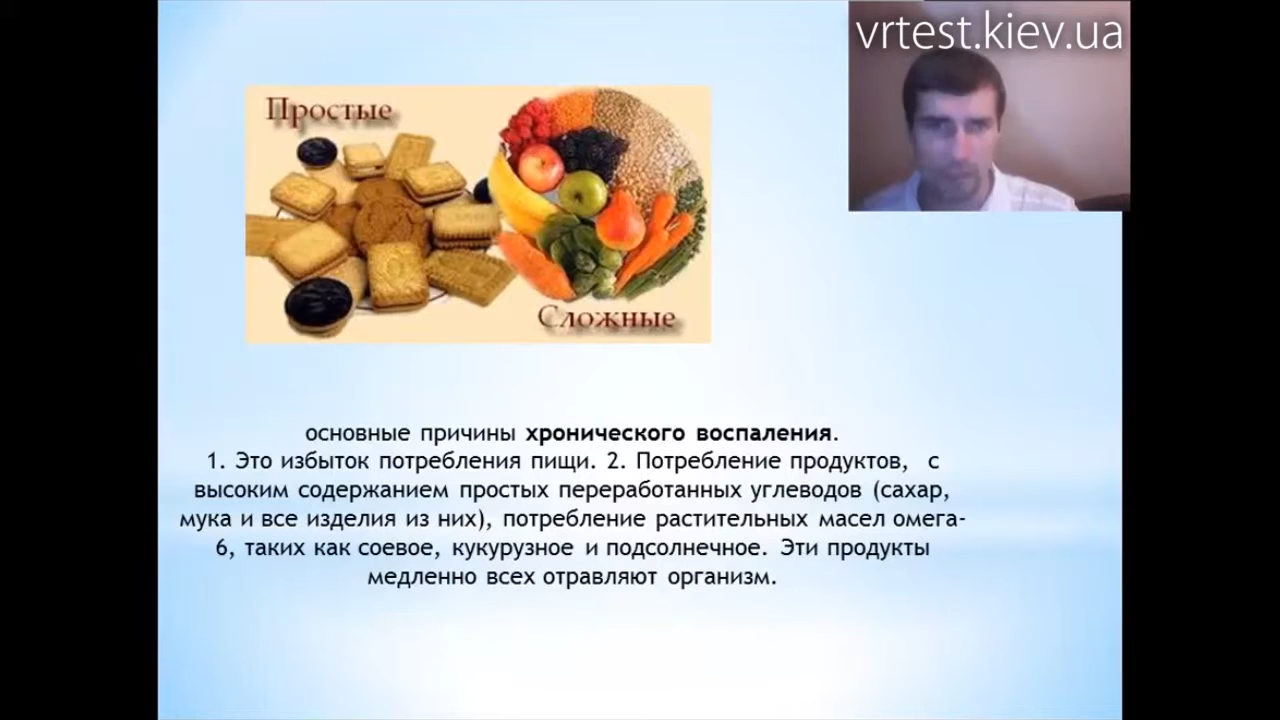 vrtest.kiev.ua
Простые
Сложные
основные причины хронического воспаления.
1. Это избыток потребления пищи. 2. Потребление продуктов, с
высоким содержанием простых переработанных углеводов (сахар,
мука и все изделия из них), потребление растительных масел омега-
6, таких как соевое, кукурузное и подсолнечное. Эти продукты
медленно всех отравляют организм.